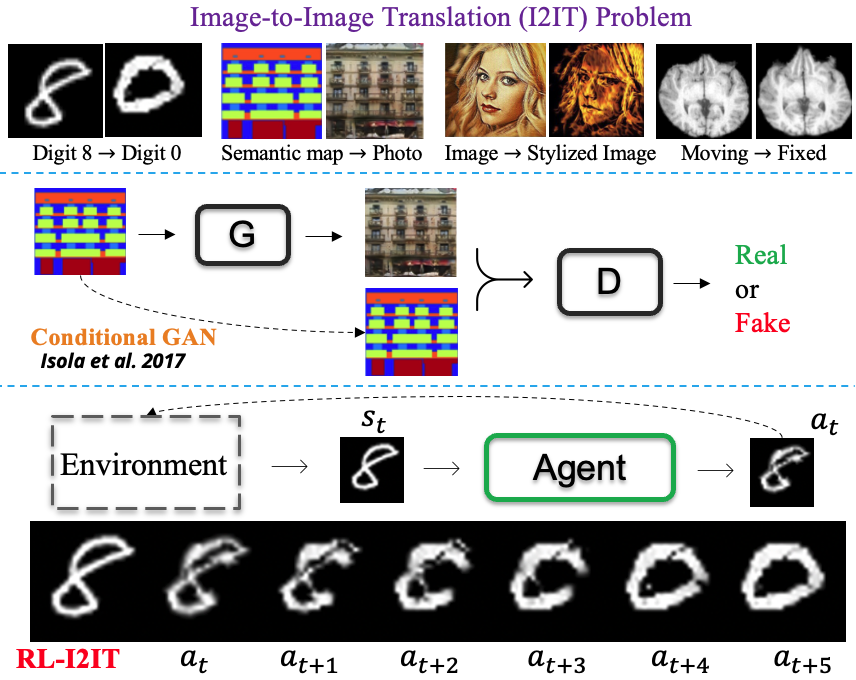 Image-to-Image Translation (I2IT) Problem
Digit 8 → Digit 0
Semantic map → Photo
Image → Stylized Image
Moving → Fixed
G
D
Real
or
Fake
Conditional GAN
Isola et al. 2017
Environment
s_t
Agent
a_t
RL-I2IT
a_t
a_{t+1}
a_{t+2}
a_{t+3}
a_{t+4}
a_{t+5}